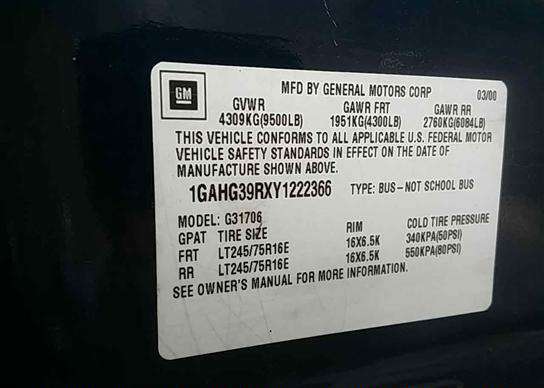 GM
MFD BY GENERAL MOTORS CORP 03/00
GVWR GAWR FRT GAWR RR
4309KG(9500LB) 1951KG(4300LB) 2760KG(6084LB)
THIS VEHICLE CONFORMS TO ALL APPLICABLE U.S. FEDERAL MOTOR
VEHICLE SAFETY STANDARDS IN EFFECT ON THE DATE OF
MANUFACTURE SHOWN ABOVE.
1GAHG39RXY1222366 TYPE: BUS-NOT SCHOOL BUS
MODEL: G31706
GPAT TIRE SIZE RIM COLD TIRE PRESSURE
FRT LT245/75R16E 16X6.5K 340KPA(50PSI)
RR LT245/75R16E 16X6.5K 550KPA(80PSI)
SEE OWNER'S MANUAL FOR MORE INFORMATION.